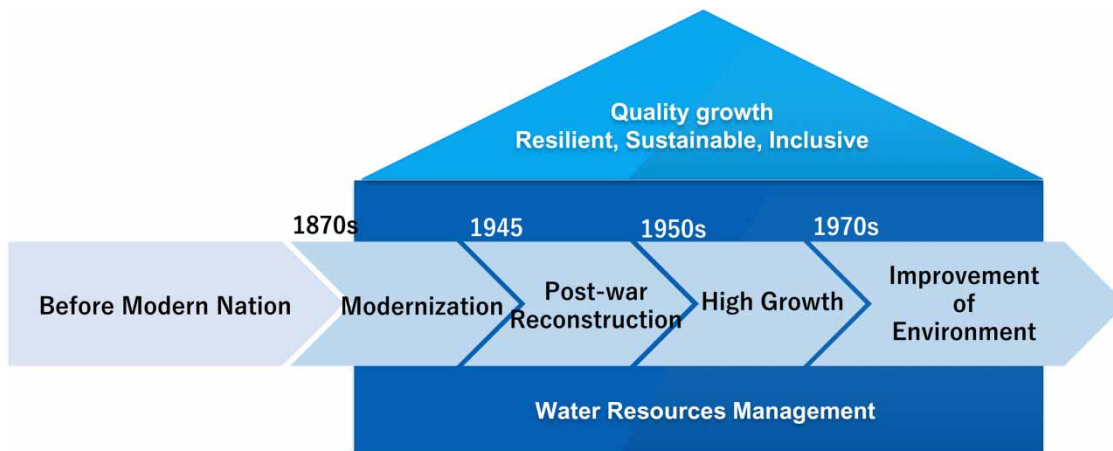 Quality growth
Resilient, Sustainable, Inclusive
1870s
1945
1950s
1970s
Before Modern Nation
Modernization
Post-war
Reconstruction
High Growth
Improvement
of
Environment
Water Resources Management